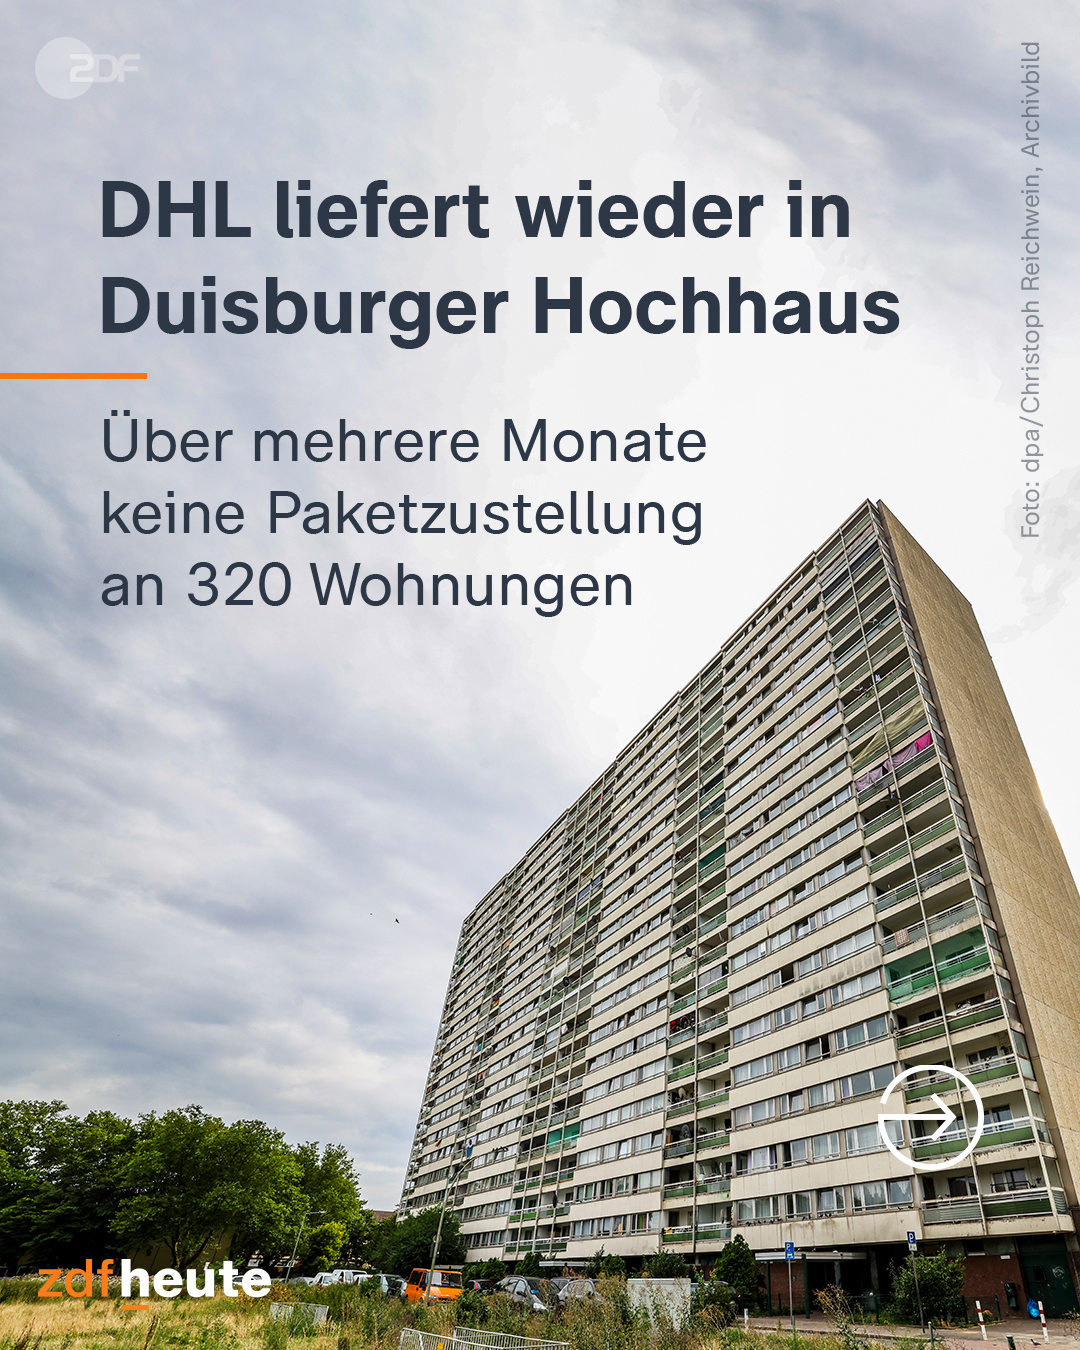 ZDF
DHL liefert wieder in
Duisburger Hochhaus
Über mehrere Monate
keine Paketzustellung
an 320 Wohnungen
Foto: dpa/Christoph Reichwein, Archivbild
zdfheute